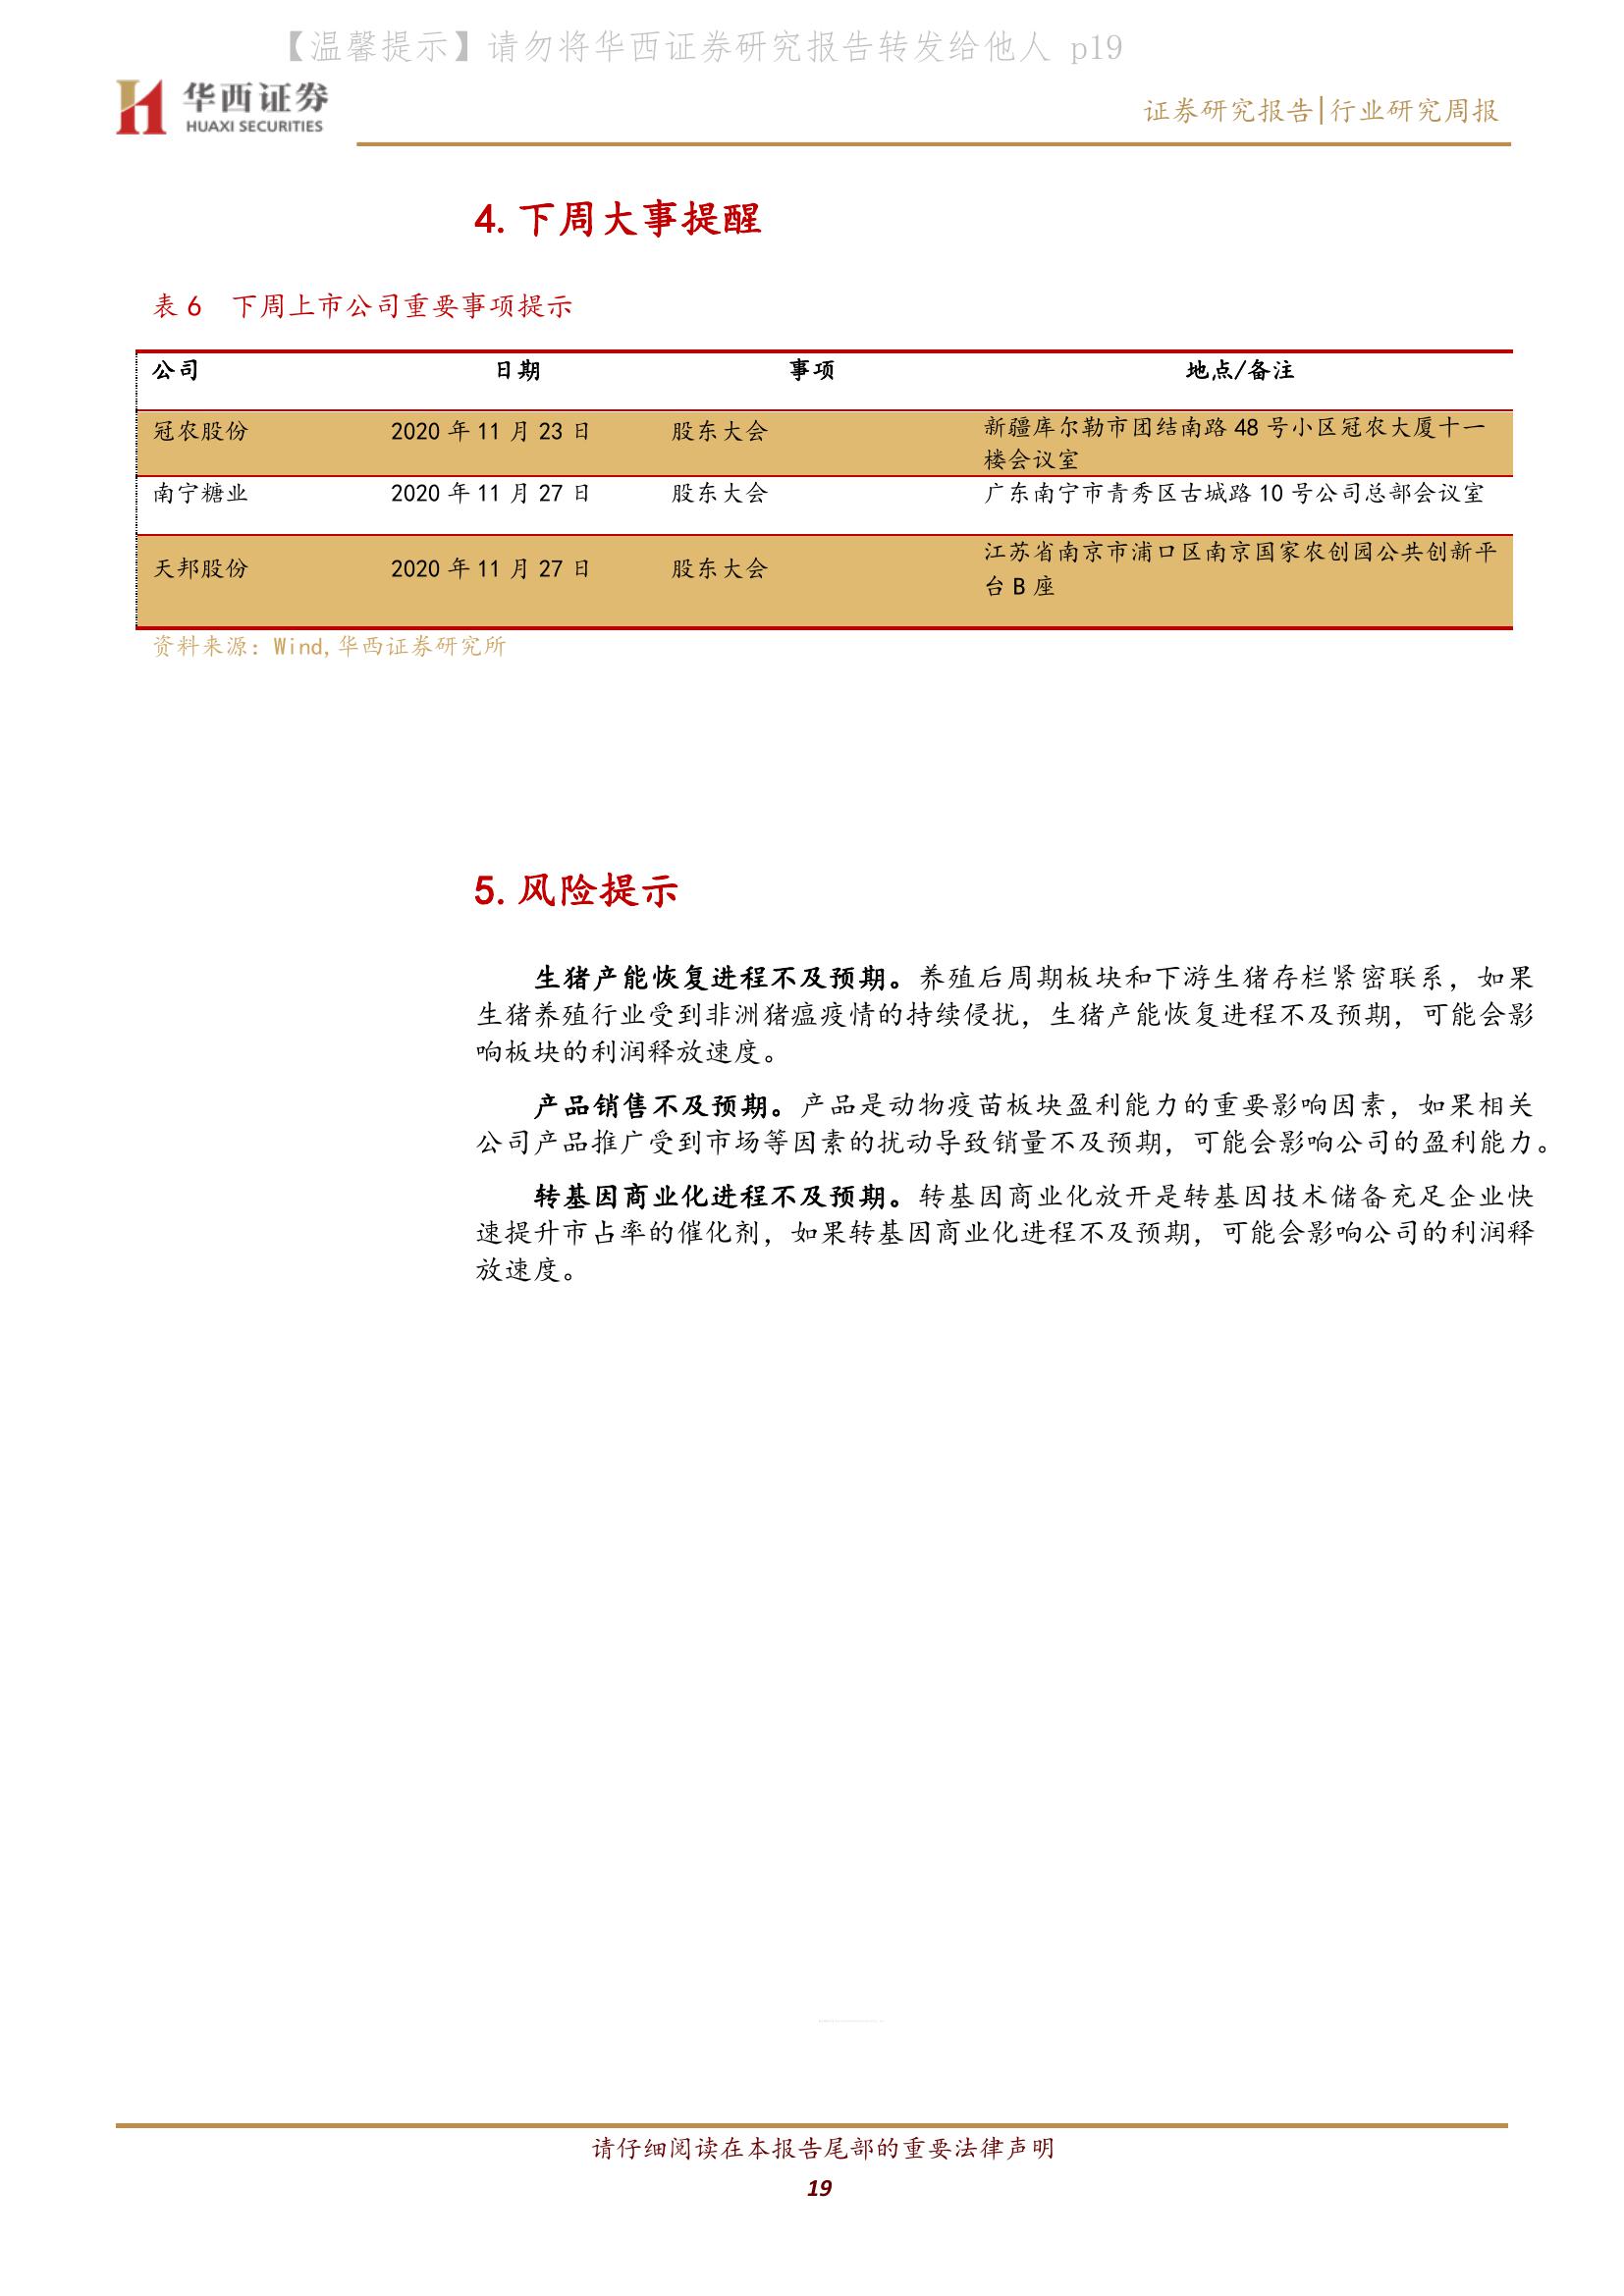 【温馨提示】请勿将华西证券研究报告转发给他人 p19
华西证券
HUAXI SECURITIES
证券研究报告|行业研究周报
4. 下周大事提醒
表 6 下周上市公司重要事项提示
公司 日期 事项 地点/备注
冠农股份 2020 年 11 月 23 日 股东大会 新疆库尔勒市团结南路 48 号小区冠农大厦十一
楼会议室
南宁糖业 2020 年 11 月 27 日 股东大会 广东南宁市青秀区古城路 10 号公司总部会议室
天邦股份 2020 年 11 月 27 日 股东大会 江苏省南京市浦口区南京国家农创园公共创新平
台 B 座
资料来源：Wind,华西证券研究所
5. 风险提示
生猪产能恢复进程不及预期。养殖后周期板块和下游生猪存栏紧密联系，如果
生猪养殖行业受到非洲猪瘟疫情的持续侵扰，生猪产能恢复进程不及预期，可能会影
响板块的利润释放速度。
产品销售不及预期。产品是动物疫苗板块盈利能力的重要影响因素，如果相关
公司产品推广受到市场等因素的扰动导致销量不及预期，可能会影响公司的盈利能力。
转基因商业化进程不及预期。转基因商业化放开是转基因技术储备充足企业快
速提升市占率的催化剂，如果转基因商业化进程不及预期，可能会影响公司的利润释
放速度。
请仔细阅读在本报告尾部的重要法律声明
19